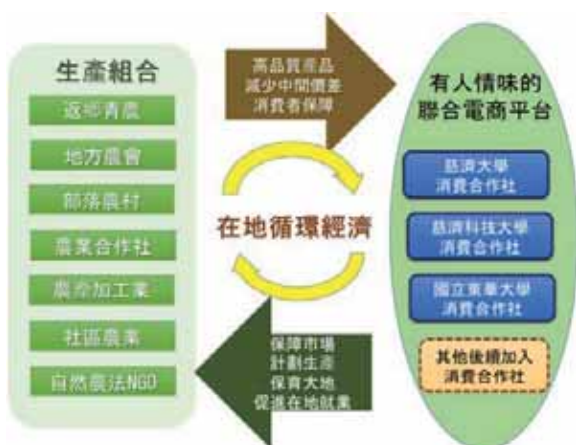 生產組合
返鄉青農
地方農會
部落農村
農業合作社
農漁加工業
社區農業
自然農法NGO
高品質產品
減少中間價差
消費者保障
在地循環經濟
保障市場
計劃生產
保育大地
促進在地就業
有人情味的
聯合電商平台
慈濟大學
消費合作社
慈濟科技大學
消費合作社
國立東華大學
消費合作社
其他後續加入
消費合作社